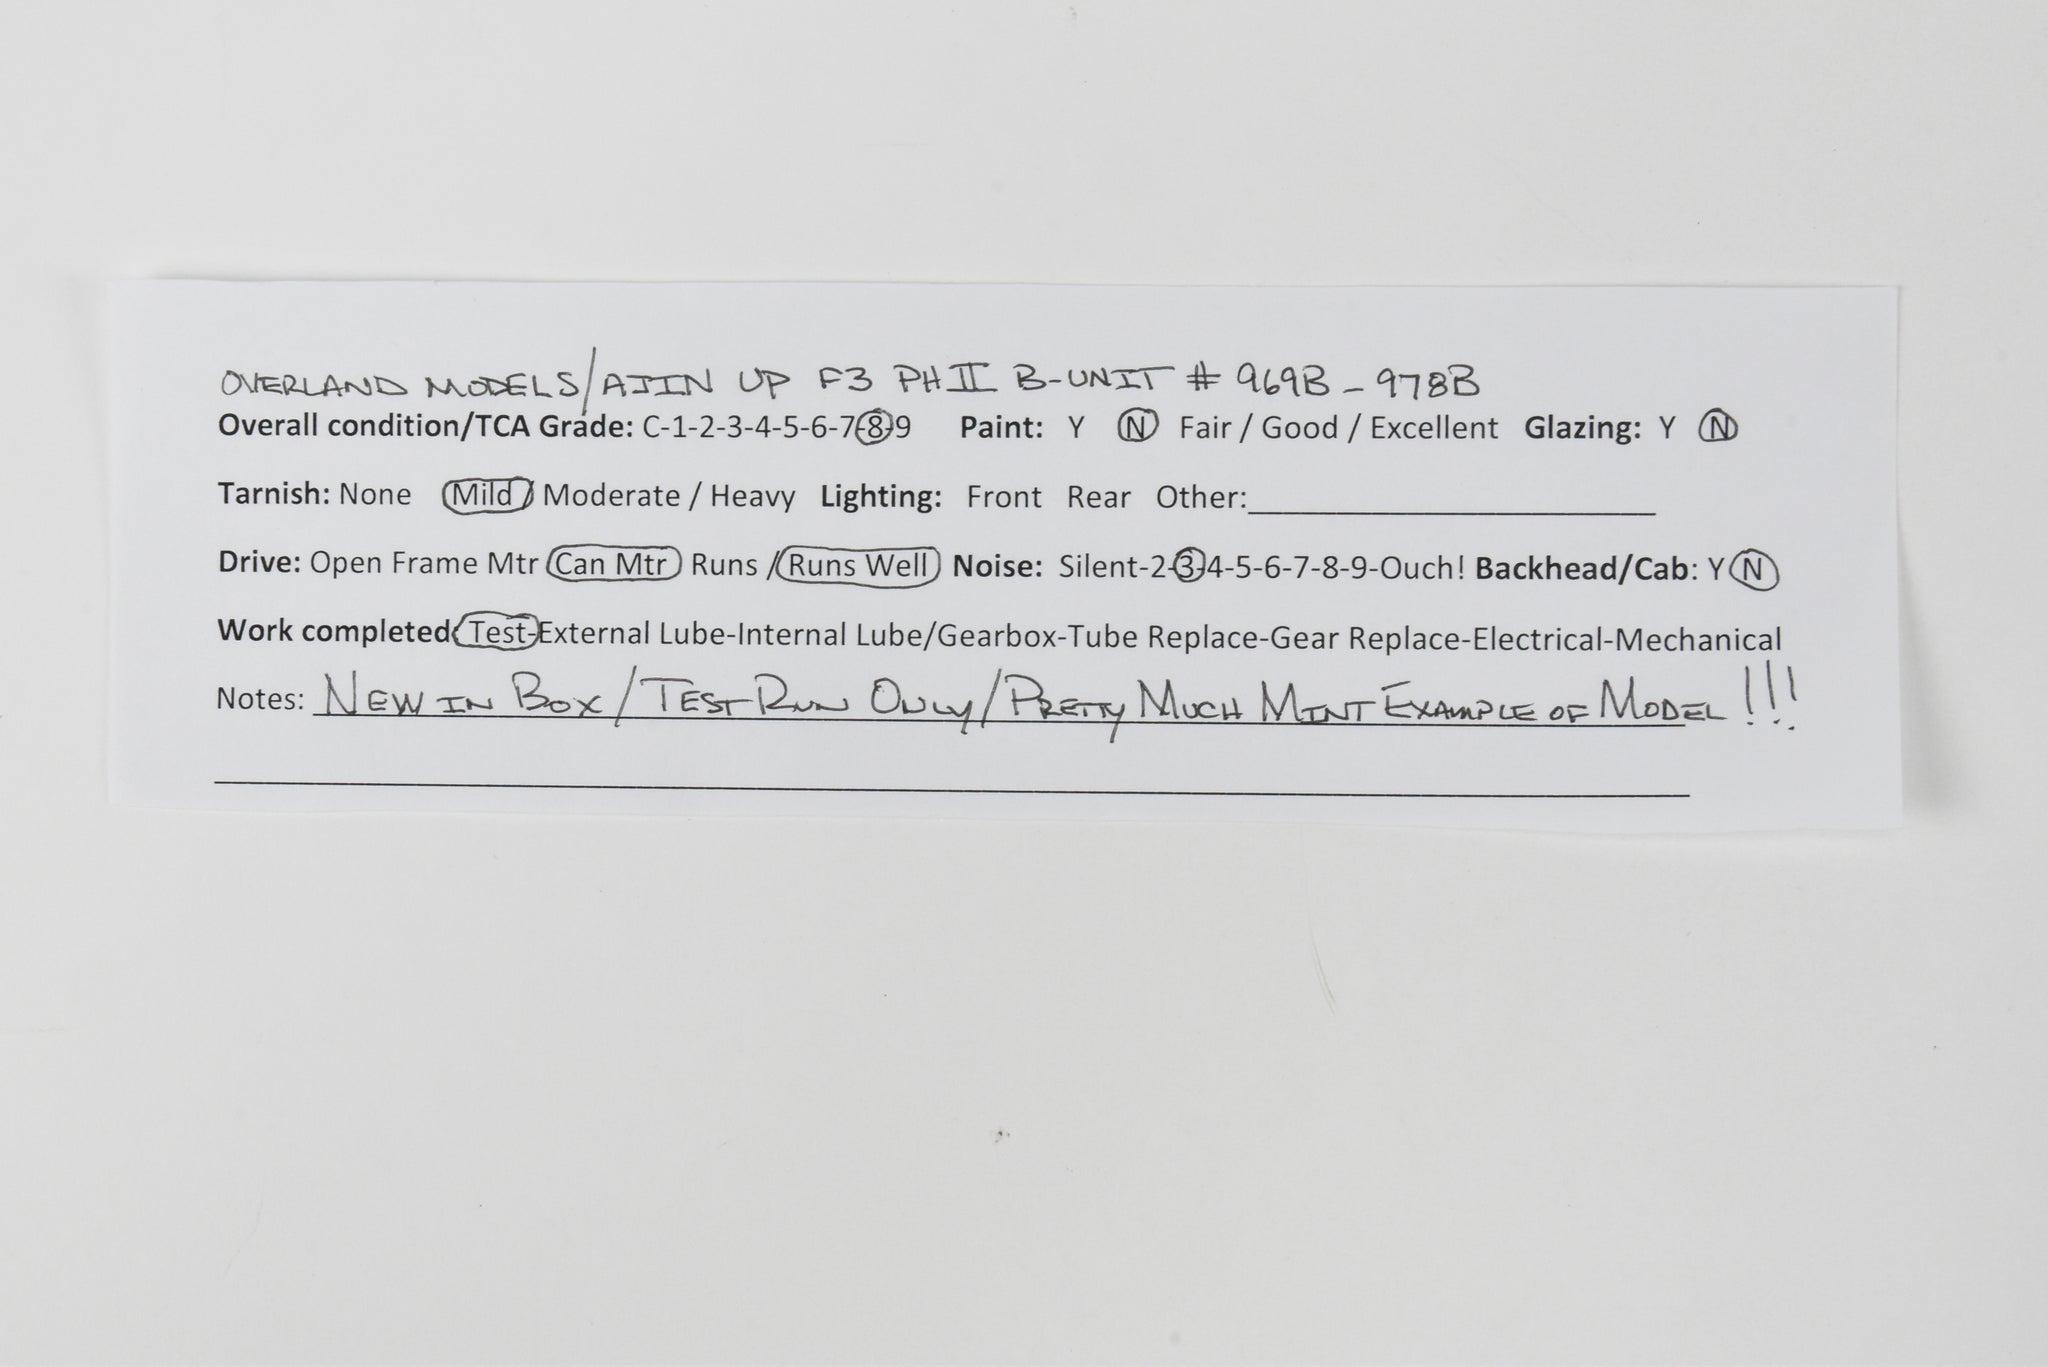 OVERLAND MODELS/AJIN UP F3 PH II B-UNIT # 969B - 978B
Overall condition/TCA Grade: C-1-2-3-4-5-6-7-8-9 Paint: Y N Fair / Good / Excellent Glazing: Y N
Tarnish: None Mild / Moderate / Heavy Lighting: Front Rear Other:
Drive: Open Frame Mtr Can Mtr Runs / Runs Well Noise: Silent-2-3-4-5-6-7-8-9-Ouch! Backhead/Cab: Y N
Work completed: Test-External Lube-Internal Lube/Gearbox-Tube Replace-Gear Replace-Electrical-Mechanical
Notes: NEW IN BOX / TEST RUN ONLY / PRETTY MUCH MINT EXAMPLE OF MODEL !!!